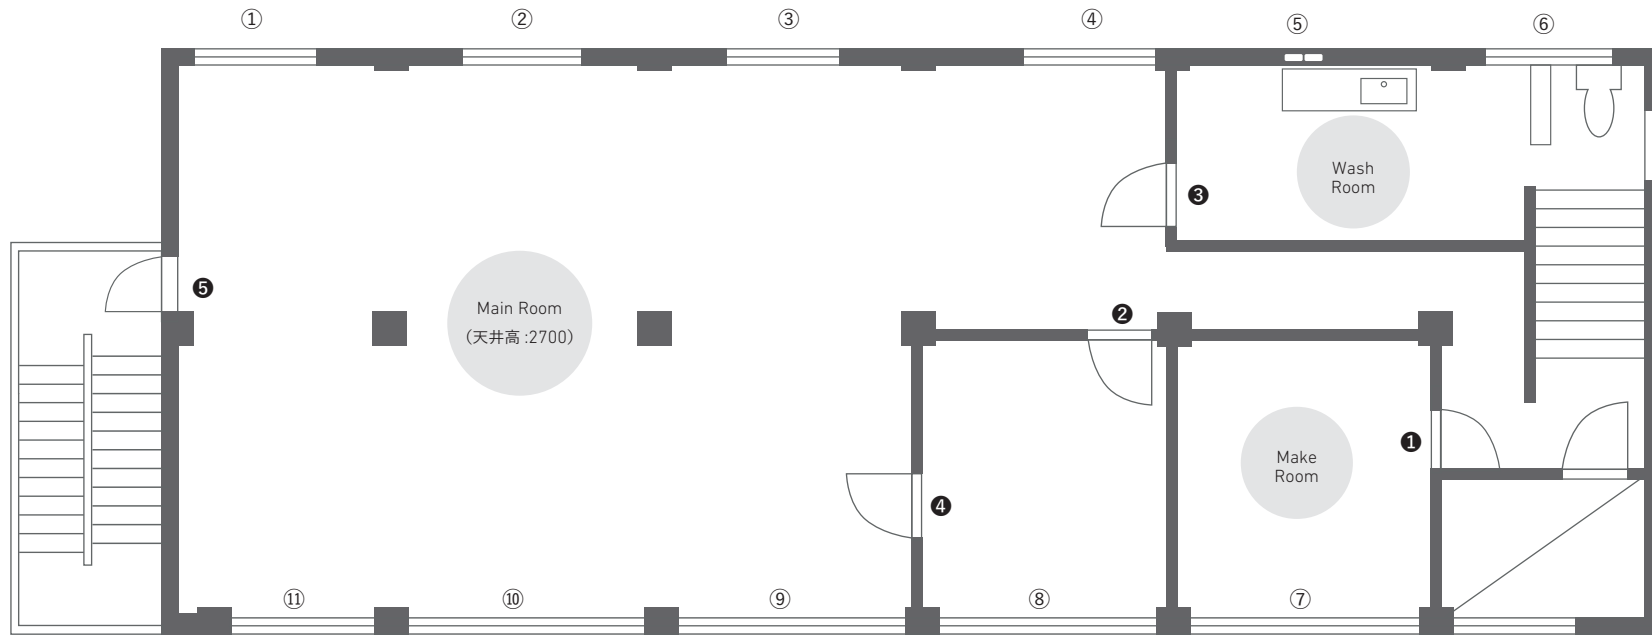 ① ② ③ ④ ⑤ ⑥
Wash
Room
❸
❺
Main Room
(天井高 :2700)
❷
❶
Make
Room
❹
⑪ ⑩ ⑨ ⑧ ⑦